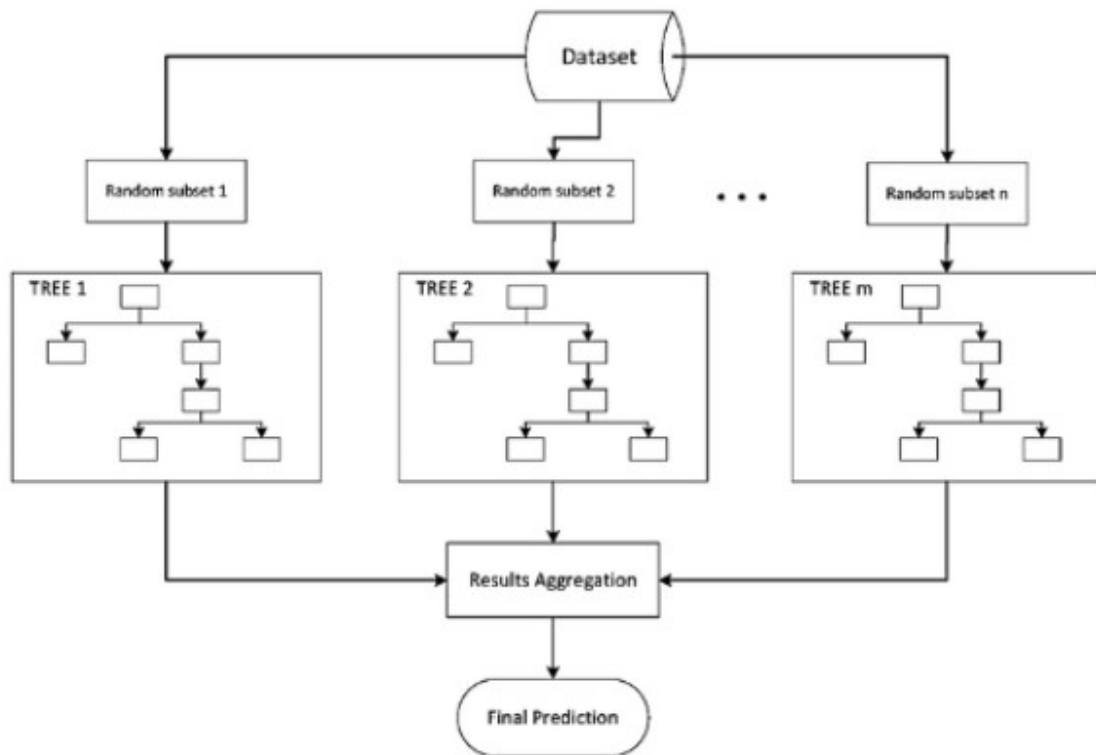 Dataset
Random subset 1
Random subset 2
• • •
Random subset n
TREE 1
TREE 2
TREE m
Results Aggregation
Final Prediction